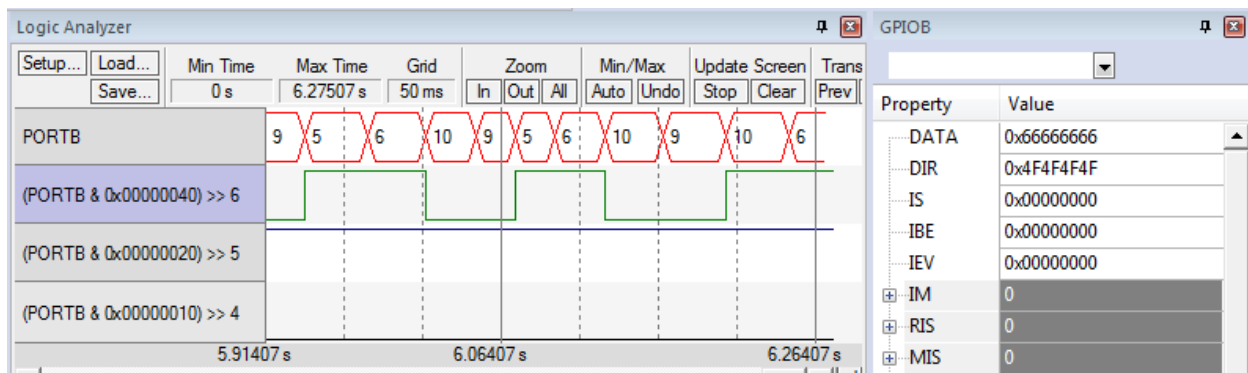 Logic Analyzer
Setup... Load... Min Time Max Time Grid Zoom Min/Max Update Screen Trans
Save... 0 s 6.27507 s 50 ms In Out All Auto Undo Stop Clear Prev
PORTB 9 5 6 10 9 5 6 10 9 10 6
(PORTB & 0x00000040) >> 6
(PORTB & 0x00000020) >> 5
(PORTB & 0x00000010) >> 4
5.91407 s 6.06407 s 6.26407 s
GPIOB
Property Value
DATA 0x66666666
DIR 0x4F4F4F4F
IS 0x00000000
IBE 0x00000000
IEV 0x00000000
IM 0
RIS 0
MIS 0